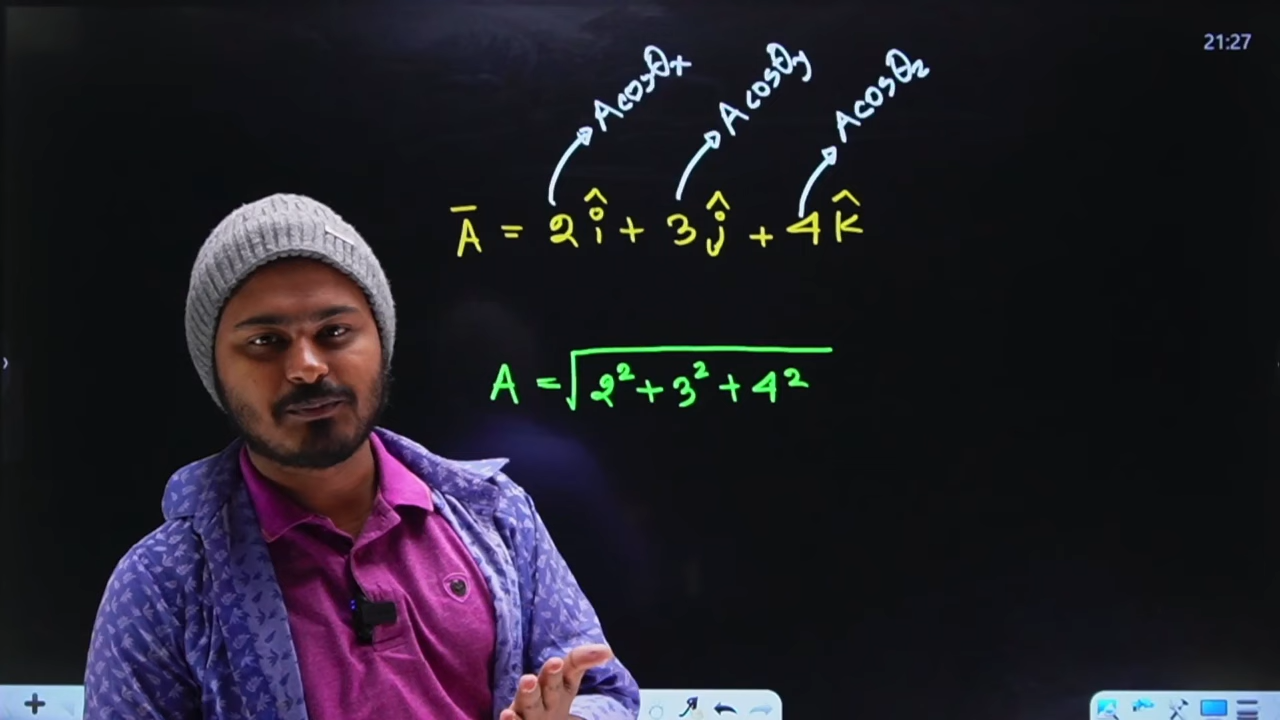 21:27
Acosθx Acosθy Acosθz
A̅ = 2î + 3ĵ + 4k̂
A = √(2² + 3² + 4²)